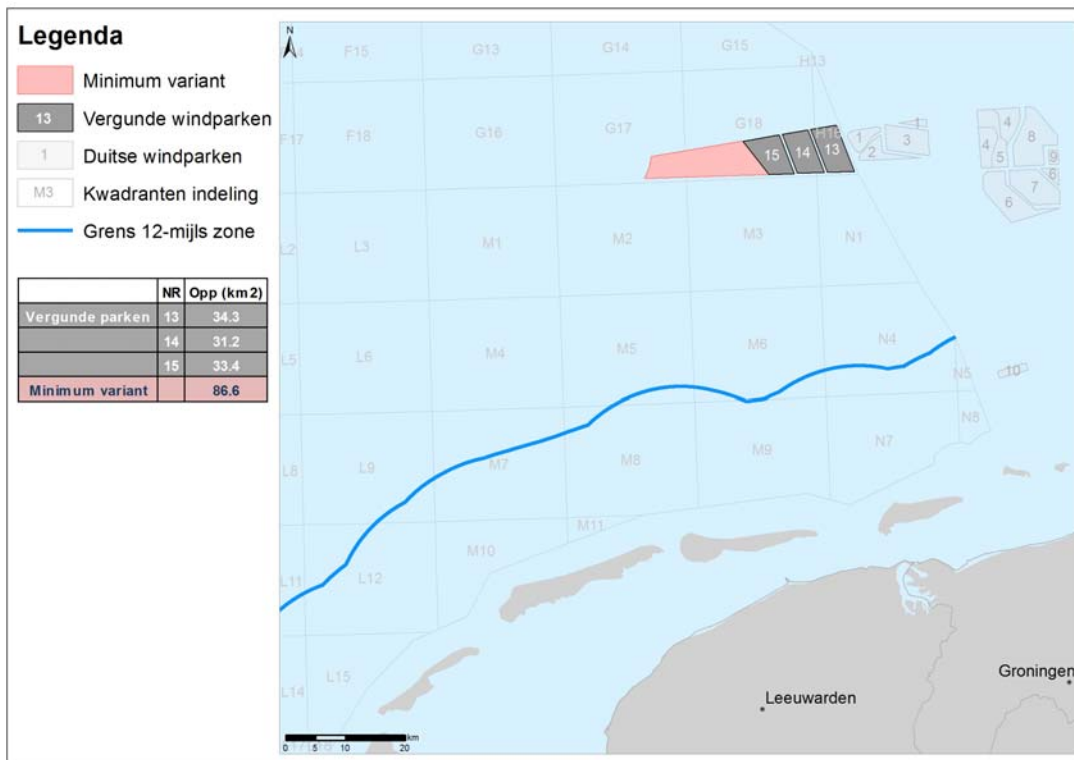 Legenda
Minimum variant
13 Vergunde windparken
1 Duitse windparken
M3 Kwadranten indeling
Grens 12-mijls zone
NR Opp (km2)
Vergunde parken 13 34.3
14 31.2
15 33.4
Minimum variant 86.6
N
F15 G13 G14 G15
H13
F17 F18 G16 G17 G18
15 14 13
1 2 3 1
4 4 5 8 9 6 7 6
L2 L3 M1 M2 M3 N1
L5 L6 M4 M5 M6 N4
N5 10
N8
L8 L9 M7 M8 M9 N7
M11
M10
L11 L12
L14 L15
Leeuwarden
Groningen
km
0 5 10 20